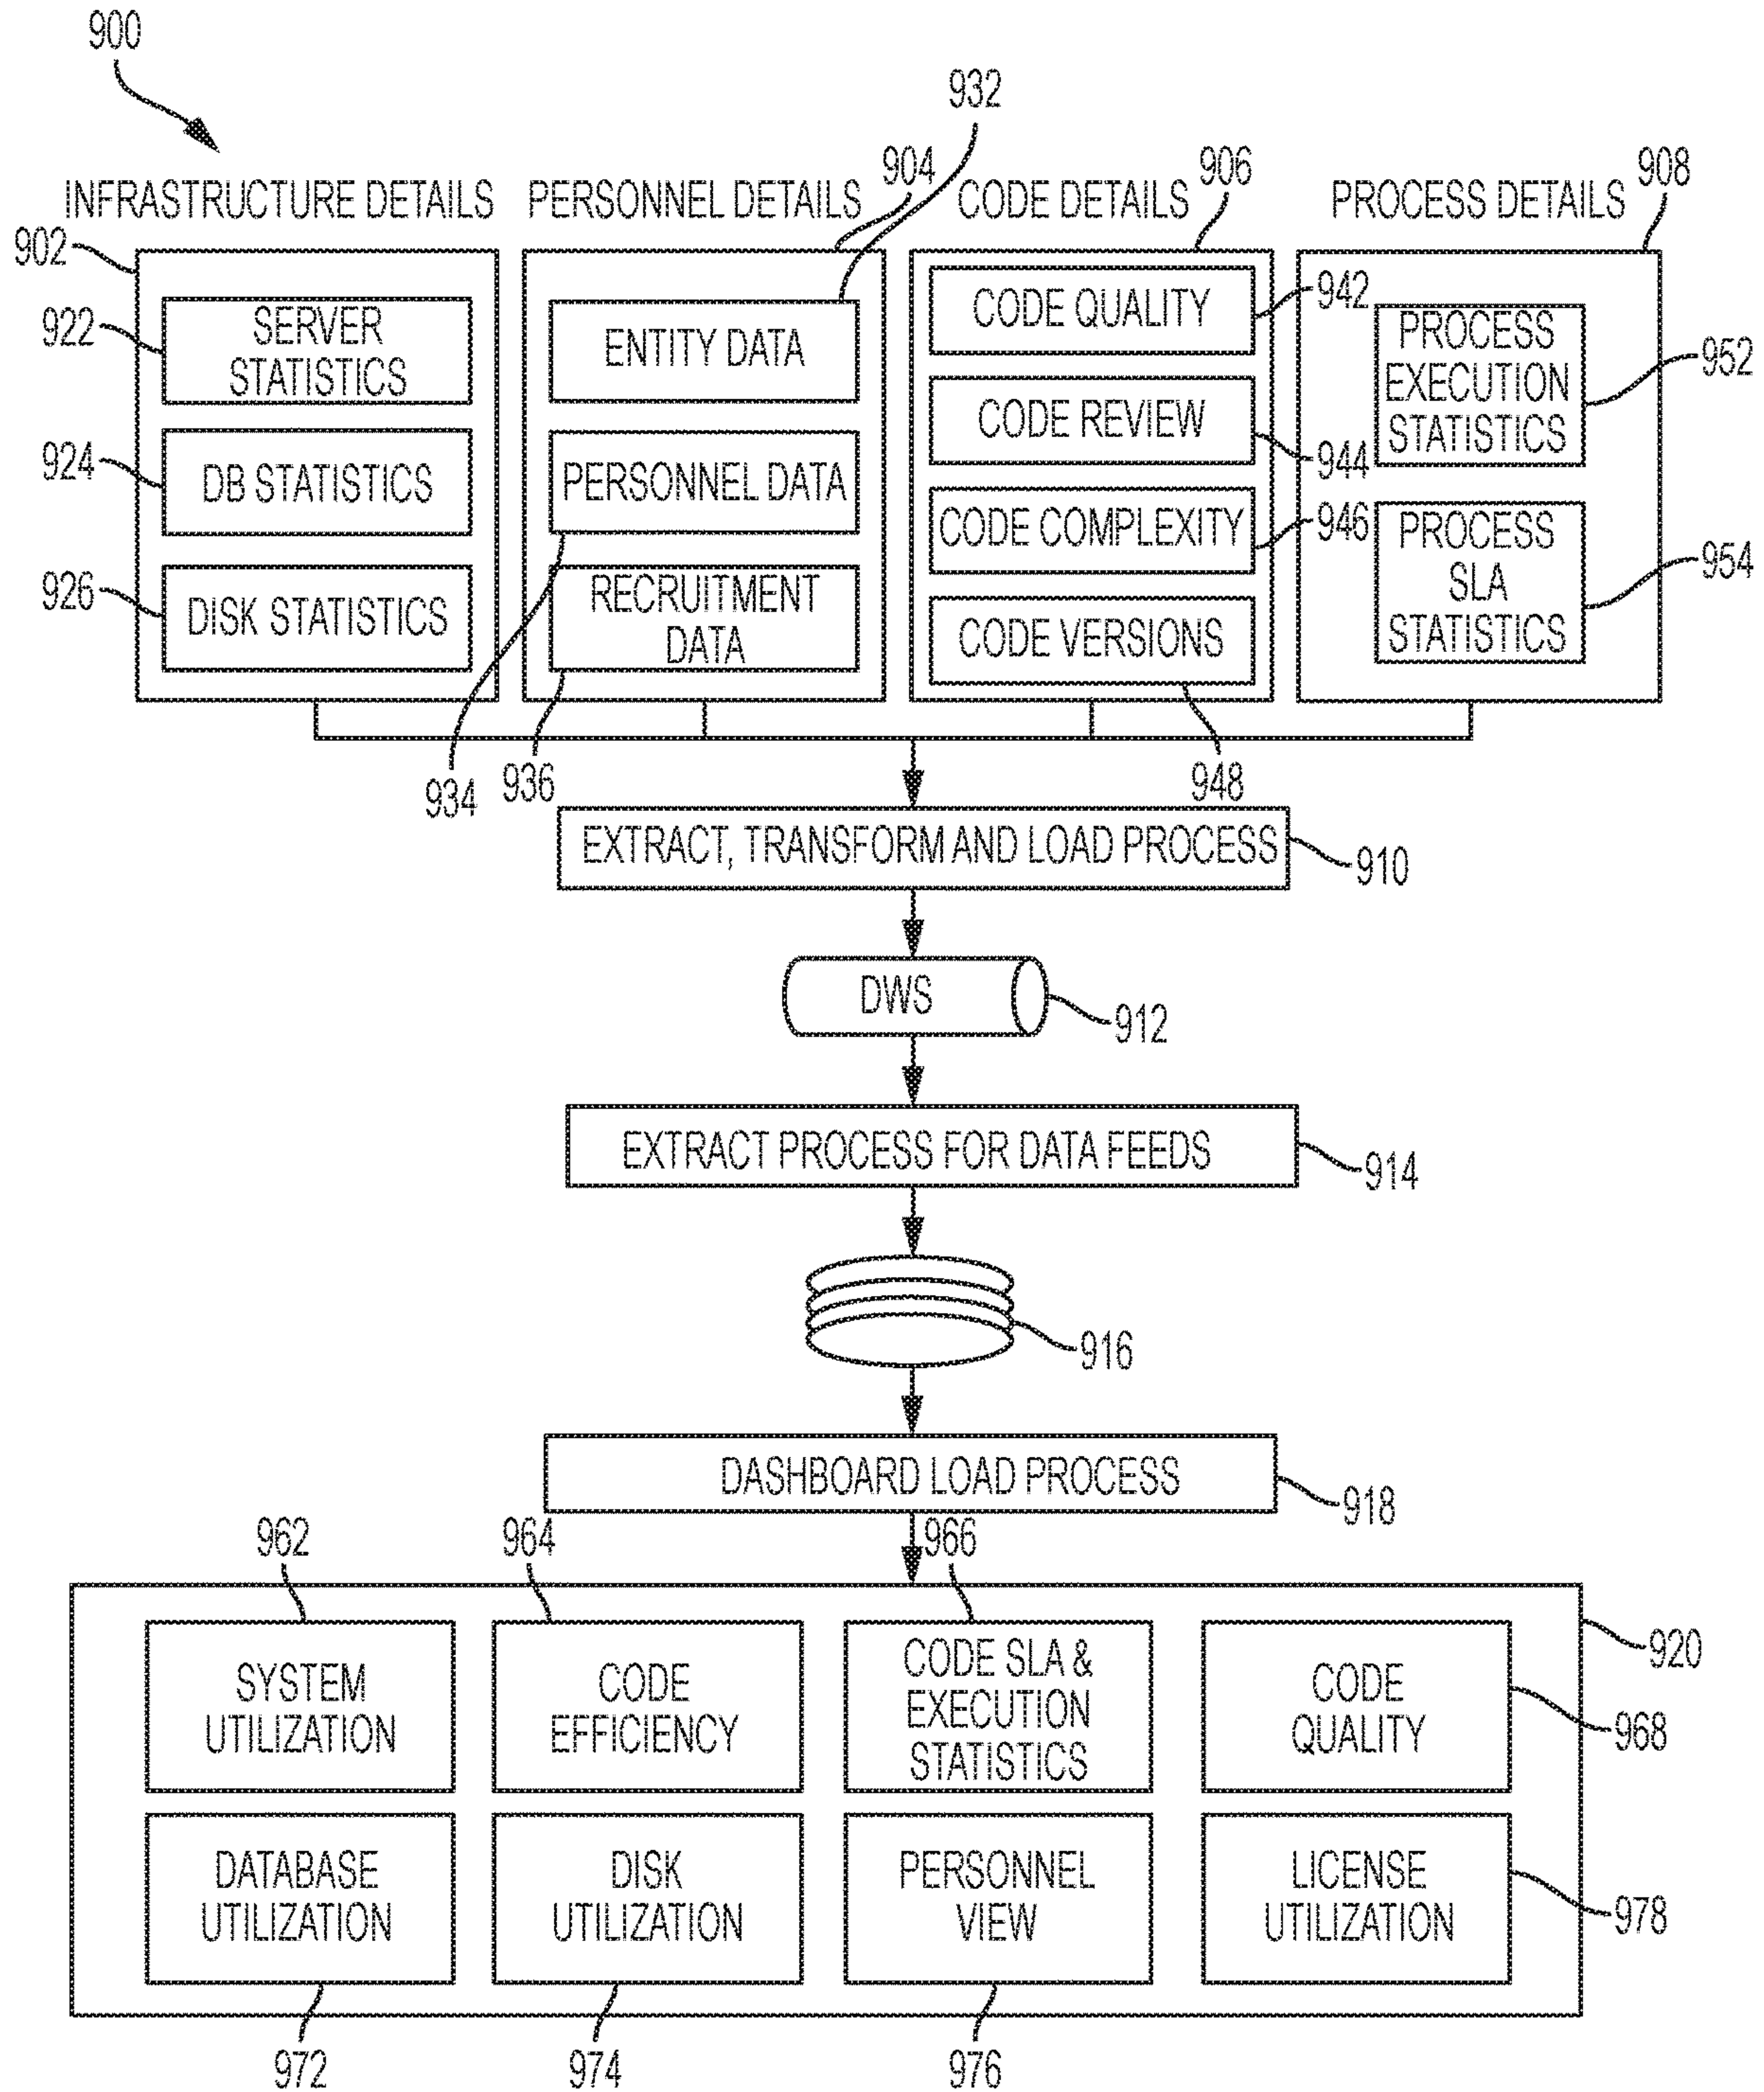 900
932
904
906
908
INFRASTRUCTURE DETAILS
PERSONNEL DETAILS
CODE DETAILS
PROCESS DETAILS
902
922
SERVER
STATISTICS
924
DB STATISTICS
926
DISK STATISTICS
ENTITY DATA
PERSONNEL DATA
RECRUITMENT
DATA
934
936
CODE QUALITY
942
CODE REVIEW
944
CODE COMPLEXITY
946
CODE VERSIONS
948
PROCESS
EXECUTION
STATISTICS
952
PROCESS
SLA
STATISTICS
954
EXTRACT, TRANSFORM AND LOAD PROCESS
910
DWS
912
EXTRACT PROCESS FOR DATA FEEDS
914
916
DASHBOARD LOAD PROCESS
918
962
964
966
920
SYSTEM
UTILIZATION
CODE
EFFICIENCY
CODE SLA &
EXECUTION
STATISTICS
CODE
QUALITY
968
DATABASE
UTILIZATION
DISK
UTILIZATION
PERSONNEL
VIEW
LICENSE
UTILIZATION
978
972
974
976